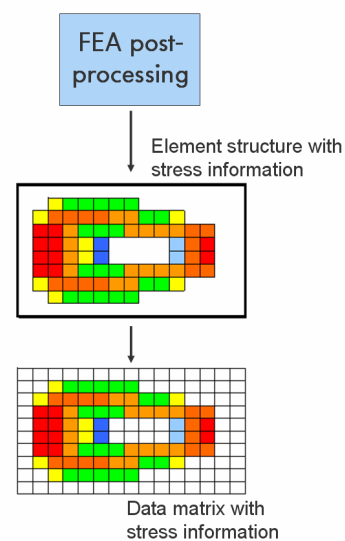 FEA post-
processing
Element structure with
stress information
Data matrix with
stress information